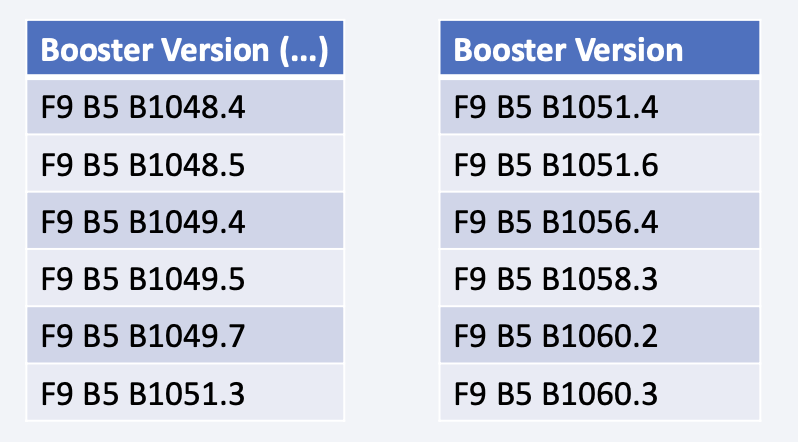 Booster Version (...)
F9 B5 B1048.4
F9 B5 B1048.5
F9 B5 B1049.4
F9 B5 B1049.5
F9 B5 B1049.7
F9 B5 B1051.3
Booster Version
F9 B5 B1051.4
F9 B5 B1051.6
F9 B5 B1056.4
F9 B5 B1058.3
F9 B5 B1060.2
F9 B5 B1060.3